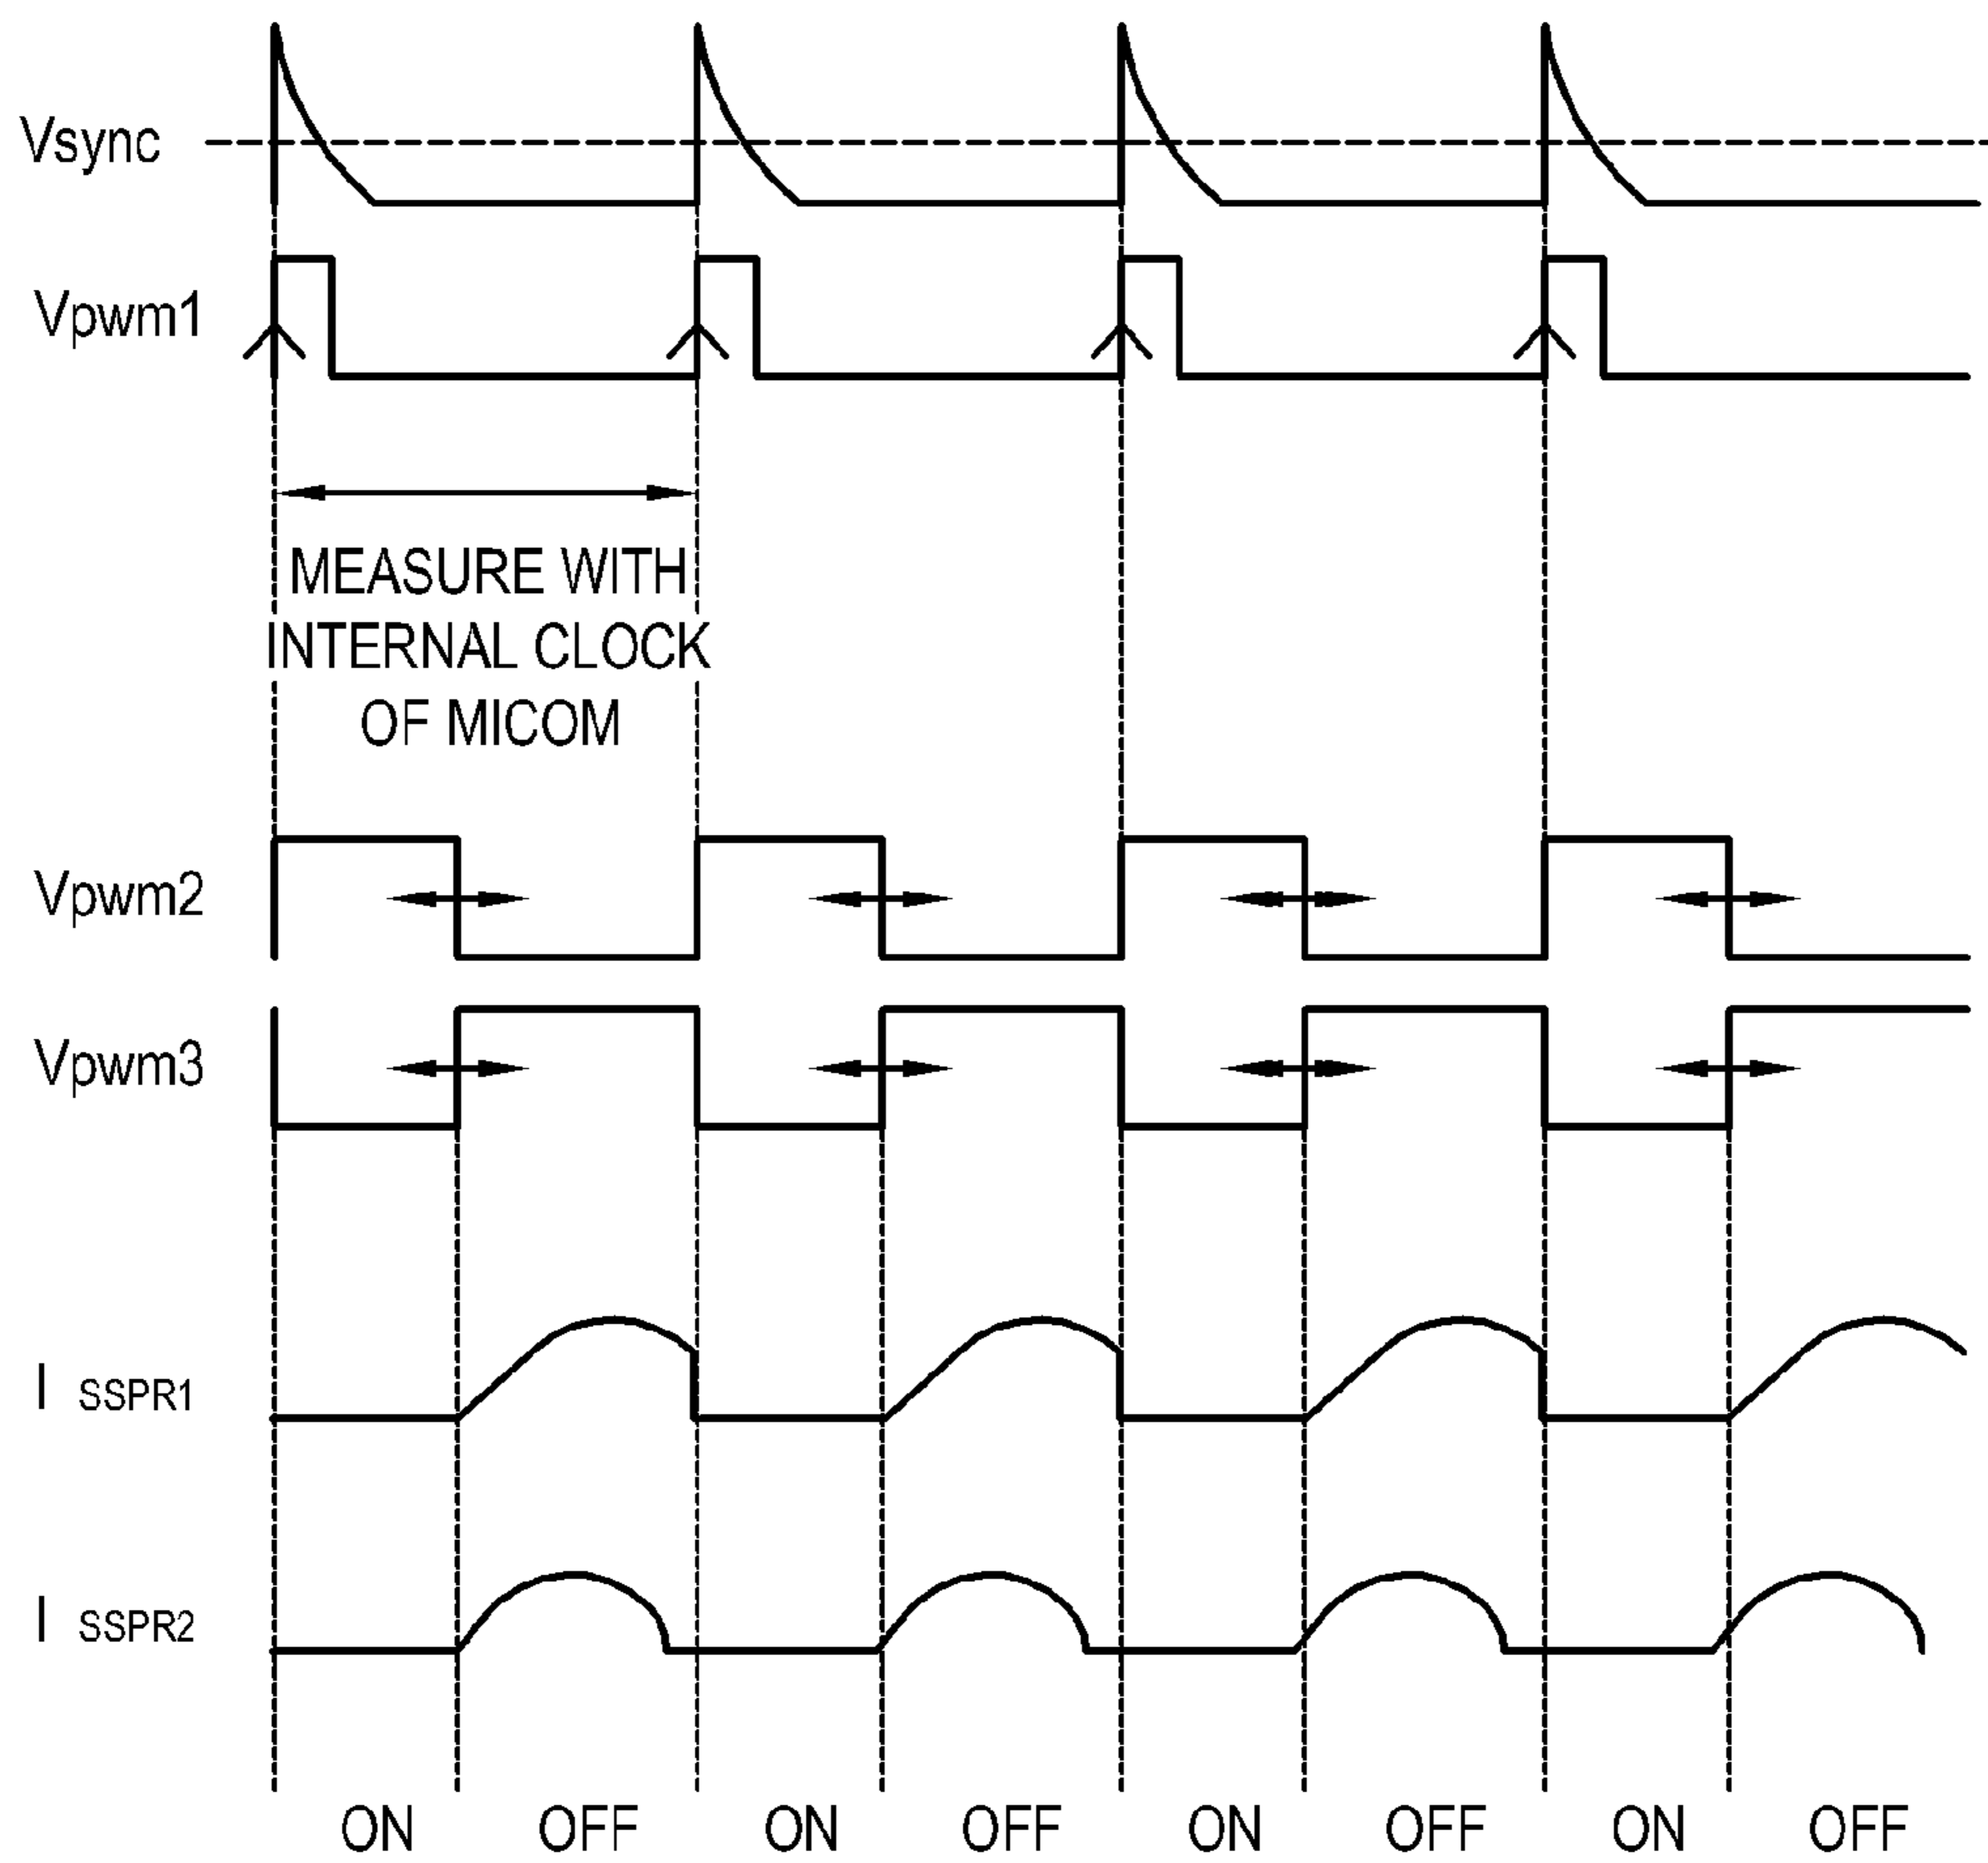 Vsync
Vpwm1
MEASURE WITH
INTERNAL CLOCK
OF MICOM
Vpwm2
Vpwm3
I SSPR1
I SSPR2
ON OFF ON OFF ON OFF ON OFF